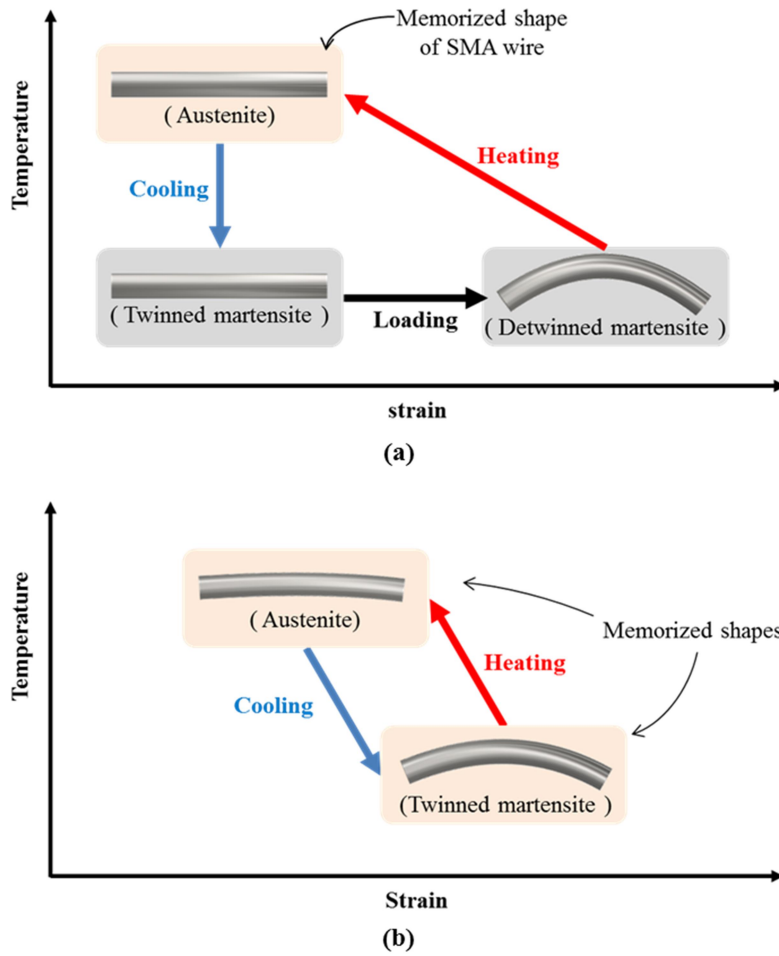 Memorized shape
of SMA wire
( Austenite)
Temperature
Heating
Cooling
( Twinned martensite )
Loading
( Detwinned martensite )
strain
(a)
( Austenite)
Temperature
Memorized shapes
Heating
Cooling
(Twinned martensite )
Strain
(b)